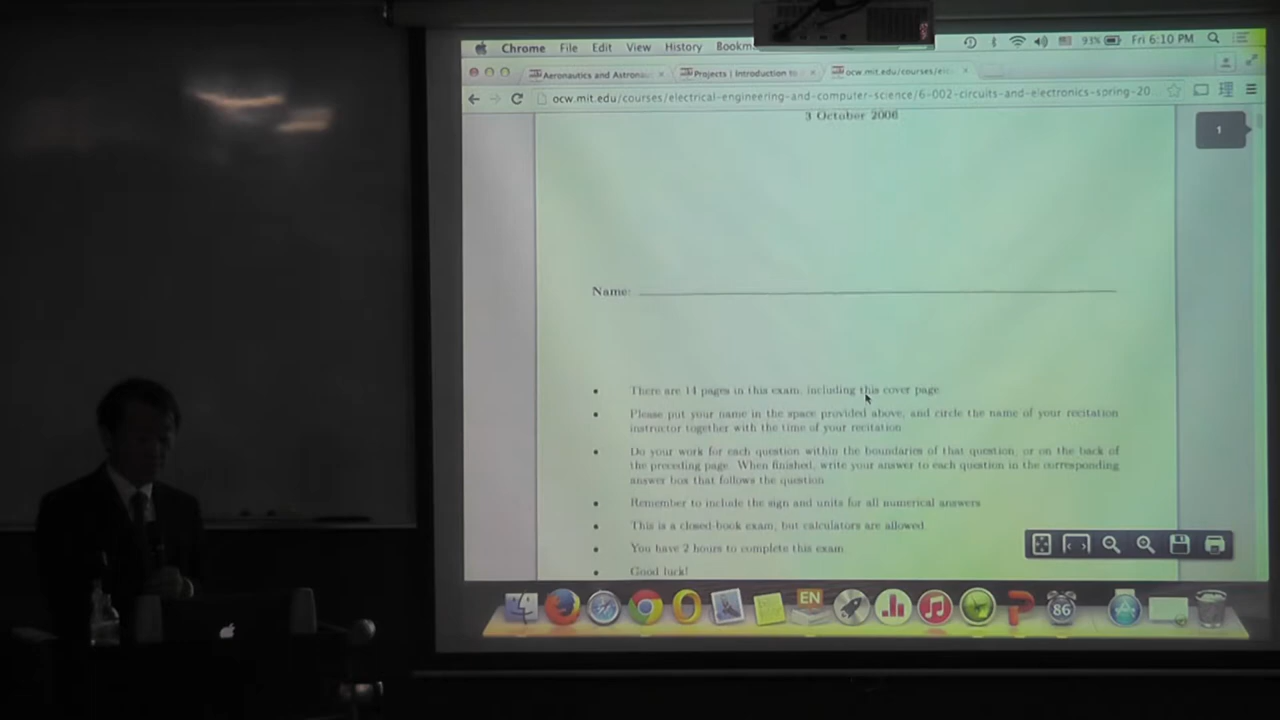 Chrome File Edit View History Bookm 93% Fri 6:10 PM
Aeronautics and Astrona Projects | Introduction to ocw.mit.edu/courses/ele
ocw.mit.edu/courses/electrical-engineering-and-computer-science/6-002-circuits-and-electronics-spring-20 理
3 October 2006
1
Name:
• There are 14 pages in this exam, including this cover page
• Please put your name in the space provided above, and circle the name of your recitation
instructor together with the time of your recitation
• Do your work for each question within the boundaries of that question, or on the back of
the preceding page. When finished, write your answer to each question in the corresponding
answer box that follows the question
• Remember to include the sign and units for all numerical answers
• This is a closed-book exam, but calculators are allowed
• You have 2 hours to complete this exam
• Good luck!
EN
86